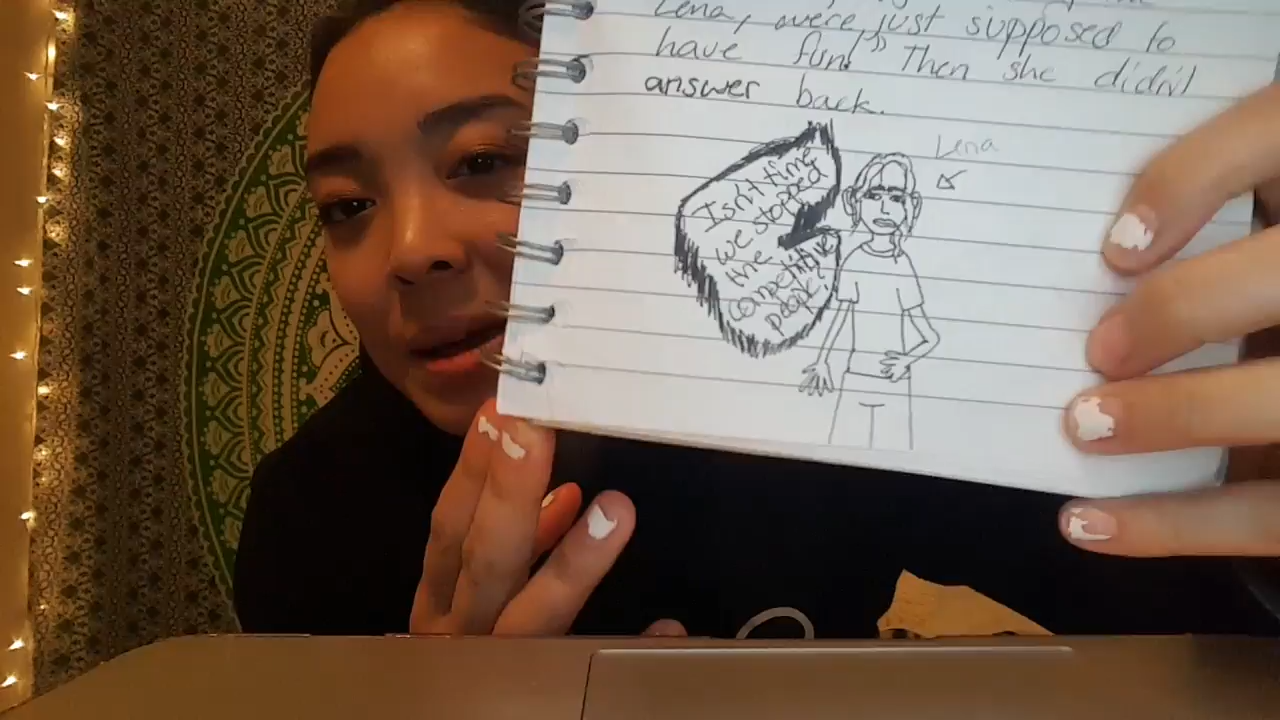 Lena, we're just supposed to
have fun!" Then she didn't
answer back.
Lena
Isn't time
we stopped
the
competitive
people?